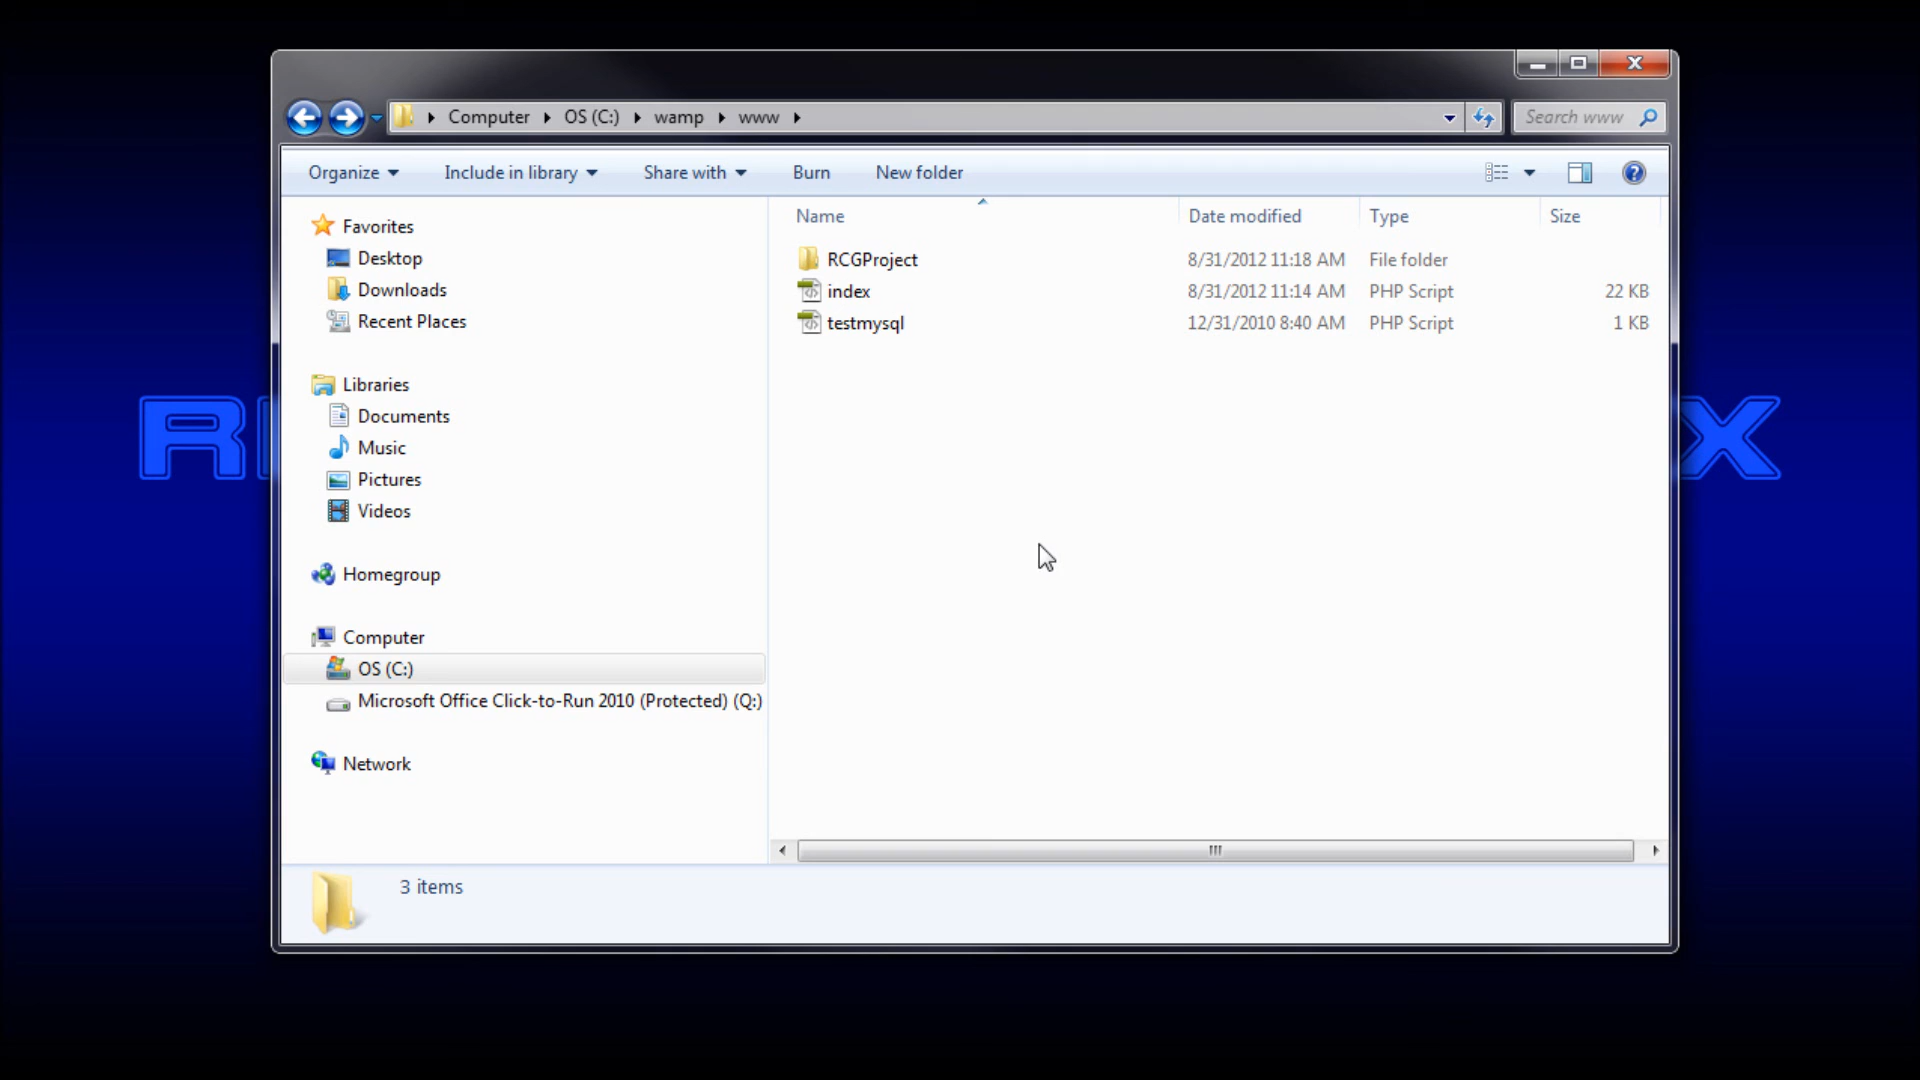 Computer OS (C:) wamp www Search www
Organize Include in library Share with Burn New folder
Favorites
Desktop
Downloads
Recent Places
Libraries
Documents
Music
Pictures
Videos
Homegroup
Computer
OS (C:)
Microsoft Office Click-to-Run 2010 (Protected) (Q:)
Network
Name Date modified Type Size
RCGProject 8/31/2012 11:18 AM File folder
index 8/31/2012 11:14 AM PHP Script 22 KB
testmysql 12/31/2010 8:40 AM PHP Script 1 KB
3 items